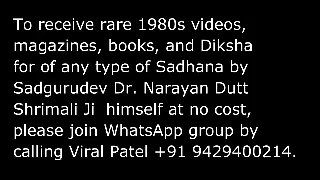 To receive rare 1980s videos,
magazines, books, and Diksha
for of any type of Sadhana by
Sadgurudev Dr. Narayan Dutt
Shrimali Ji  himself at no cost,
please join WhatsApp group by
calling Viral Patel +91 9429400214.